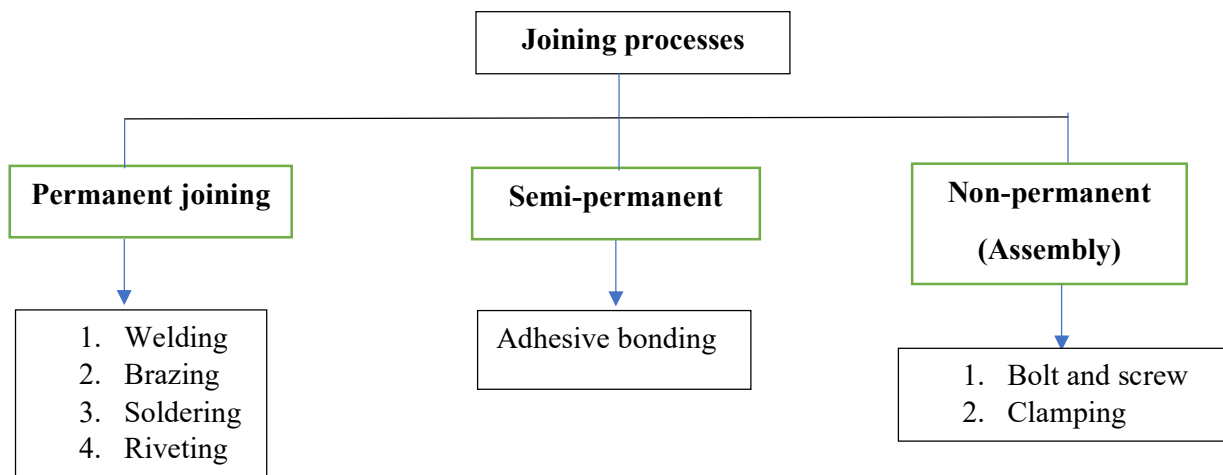 Joining processes
Permanent joining
Semi-permanent
Non-permanent
(Assembly)
1. Welding
2. Brazing
3. Soldering
4. Riveting
Adhesive bonding
1. Bolt and screw
2. Clamping